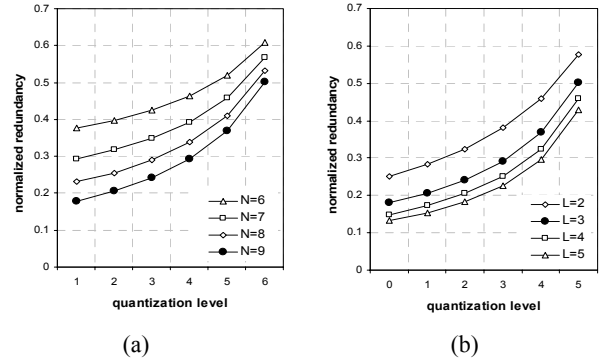 0.7
0.6
0.5
0.4
0.3
0.2
0.1
0
normalized redundancy
1 2 3 4 5 6
quantization level
N=6
N=7
N=8
N=9
(a)
0.7
0.6
0.5
0.4
0.3
0.2
0.1
0
normalized redundancy
0 1 2 3 4 5
quantization level
L=2
L=3
L=4
L=5
(b)